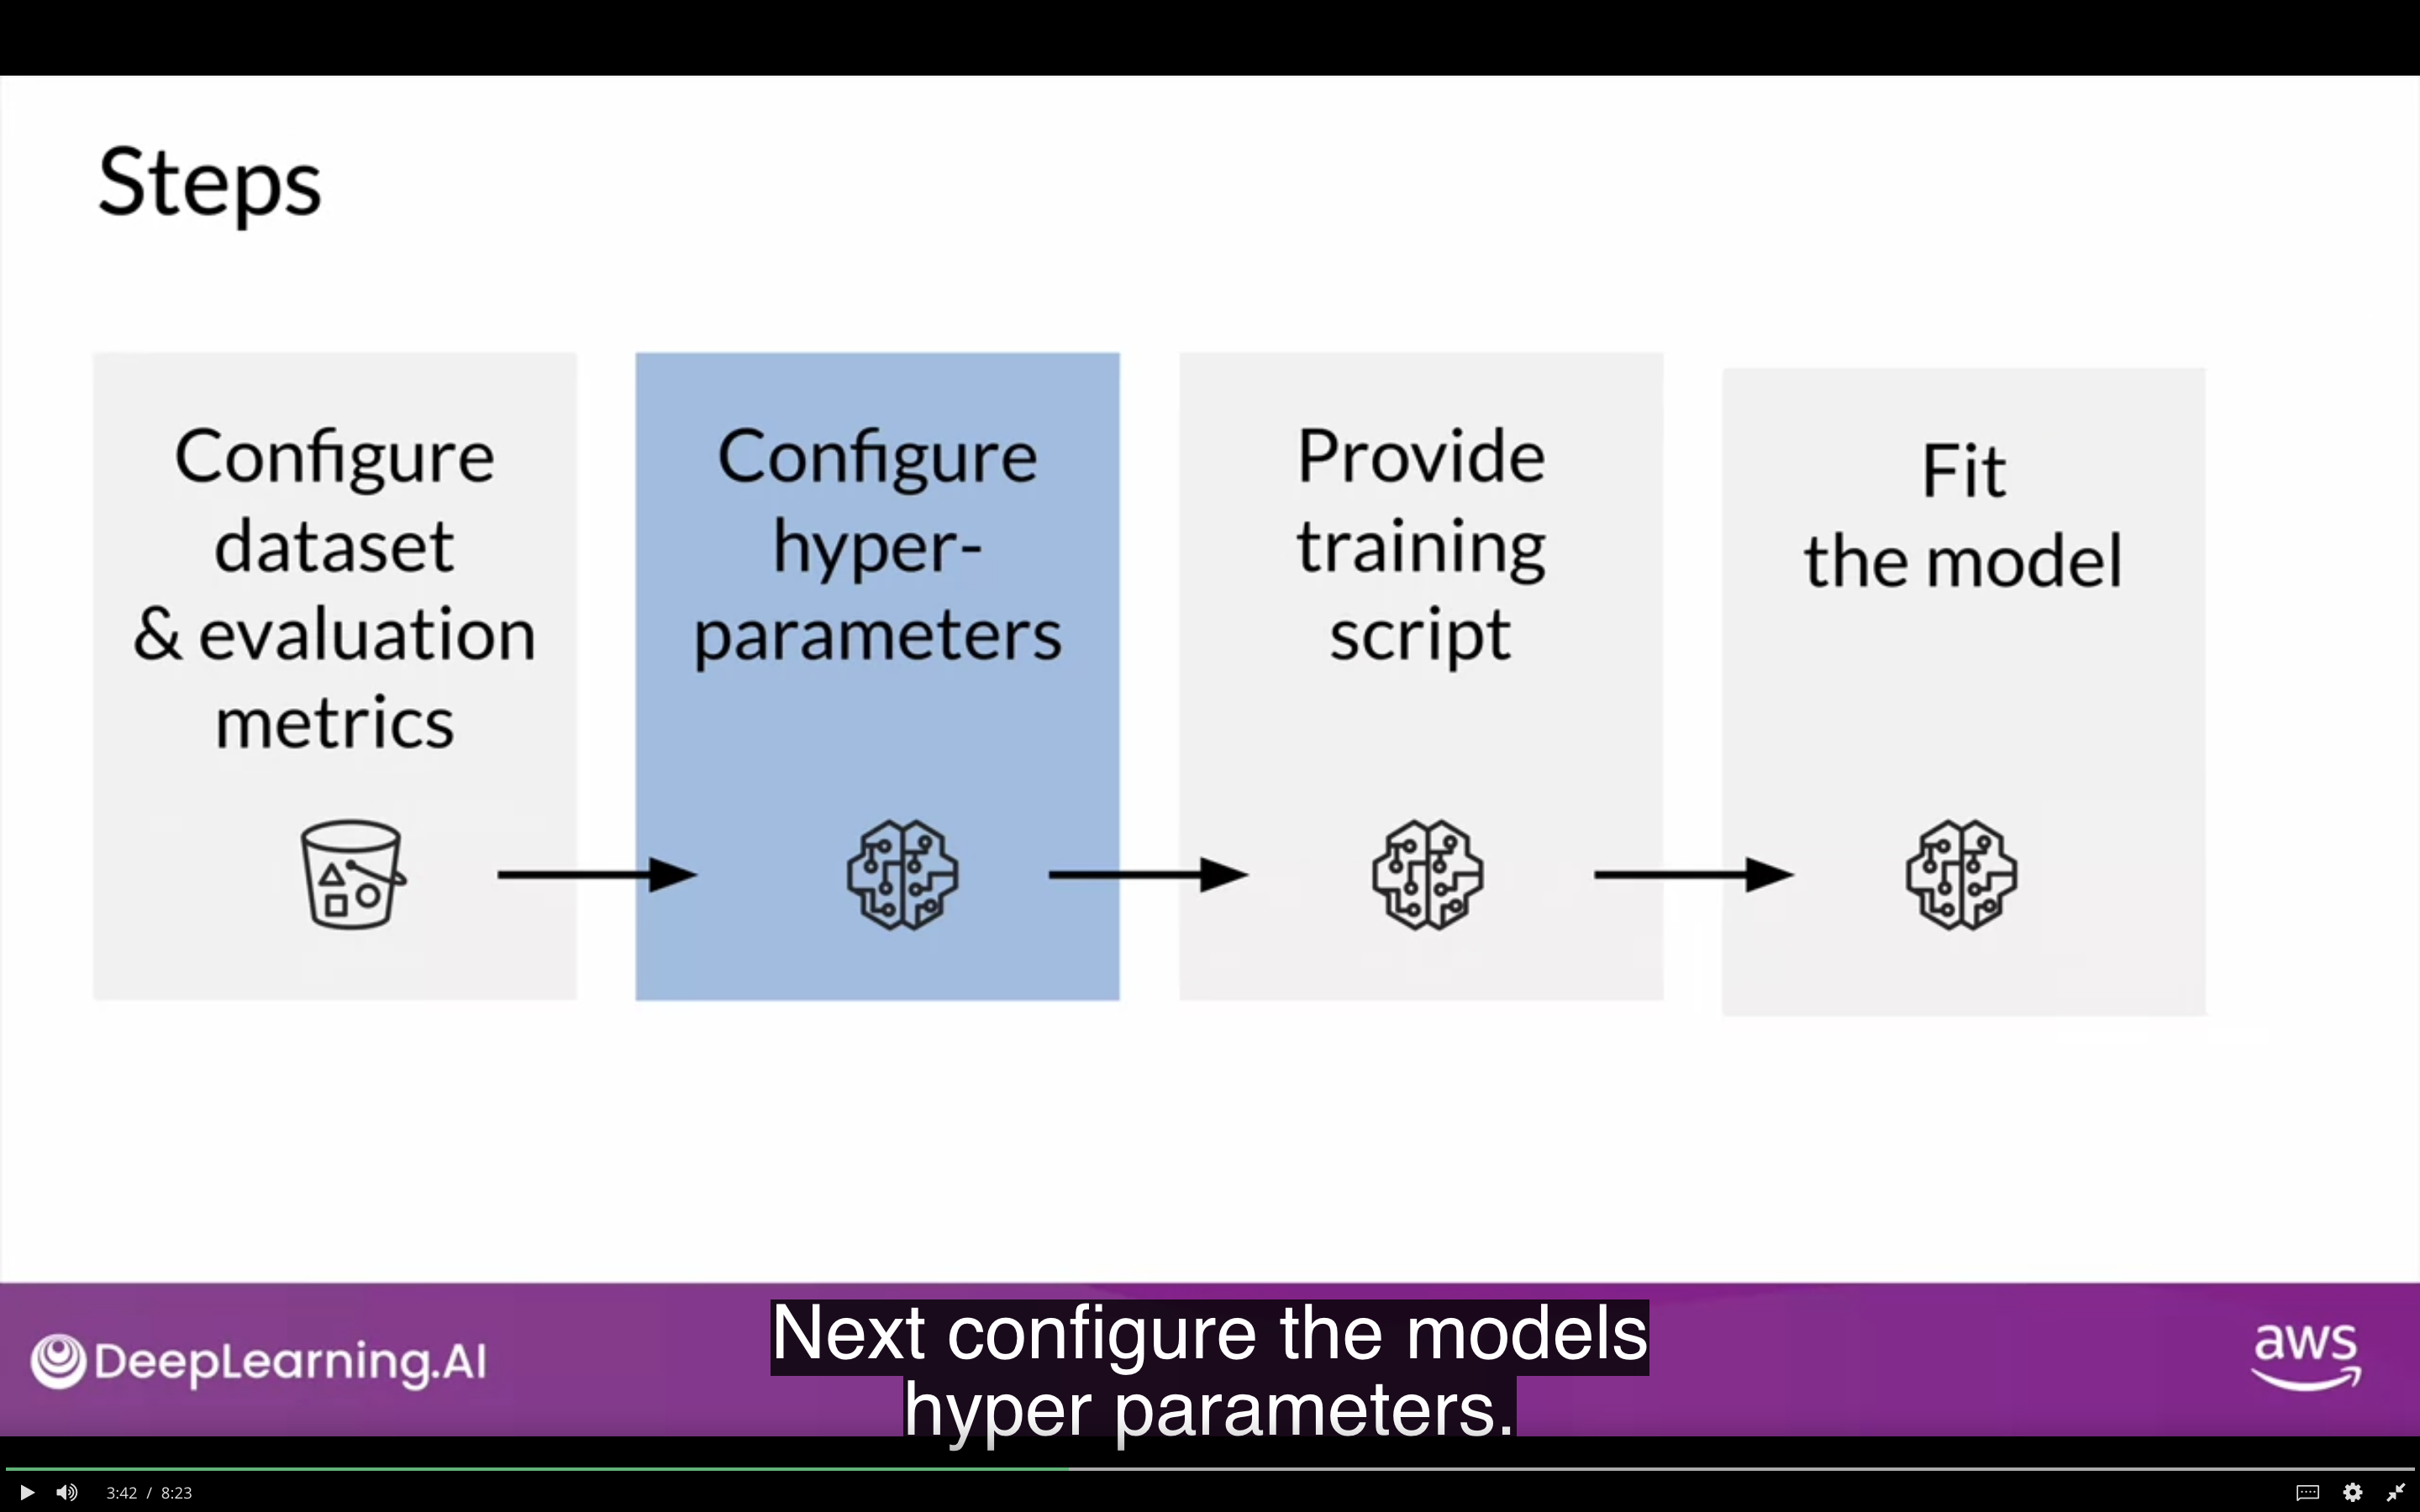 Steps
Configure
dataset
& evaluation
metrics
Configure
hyper-
parameters
Provide
training
script
Fit
the model
DeepLearning.AI
Next configure the models
hyper parameters.
aws
3:42 / 8:23